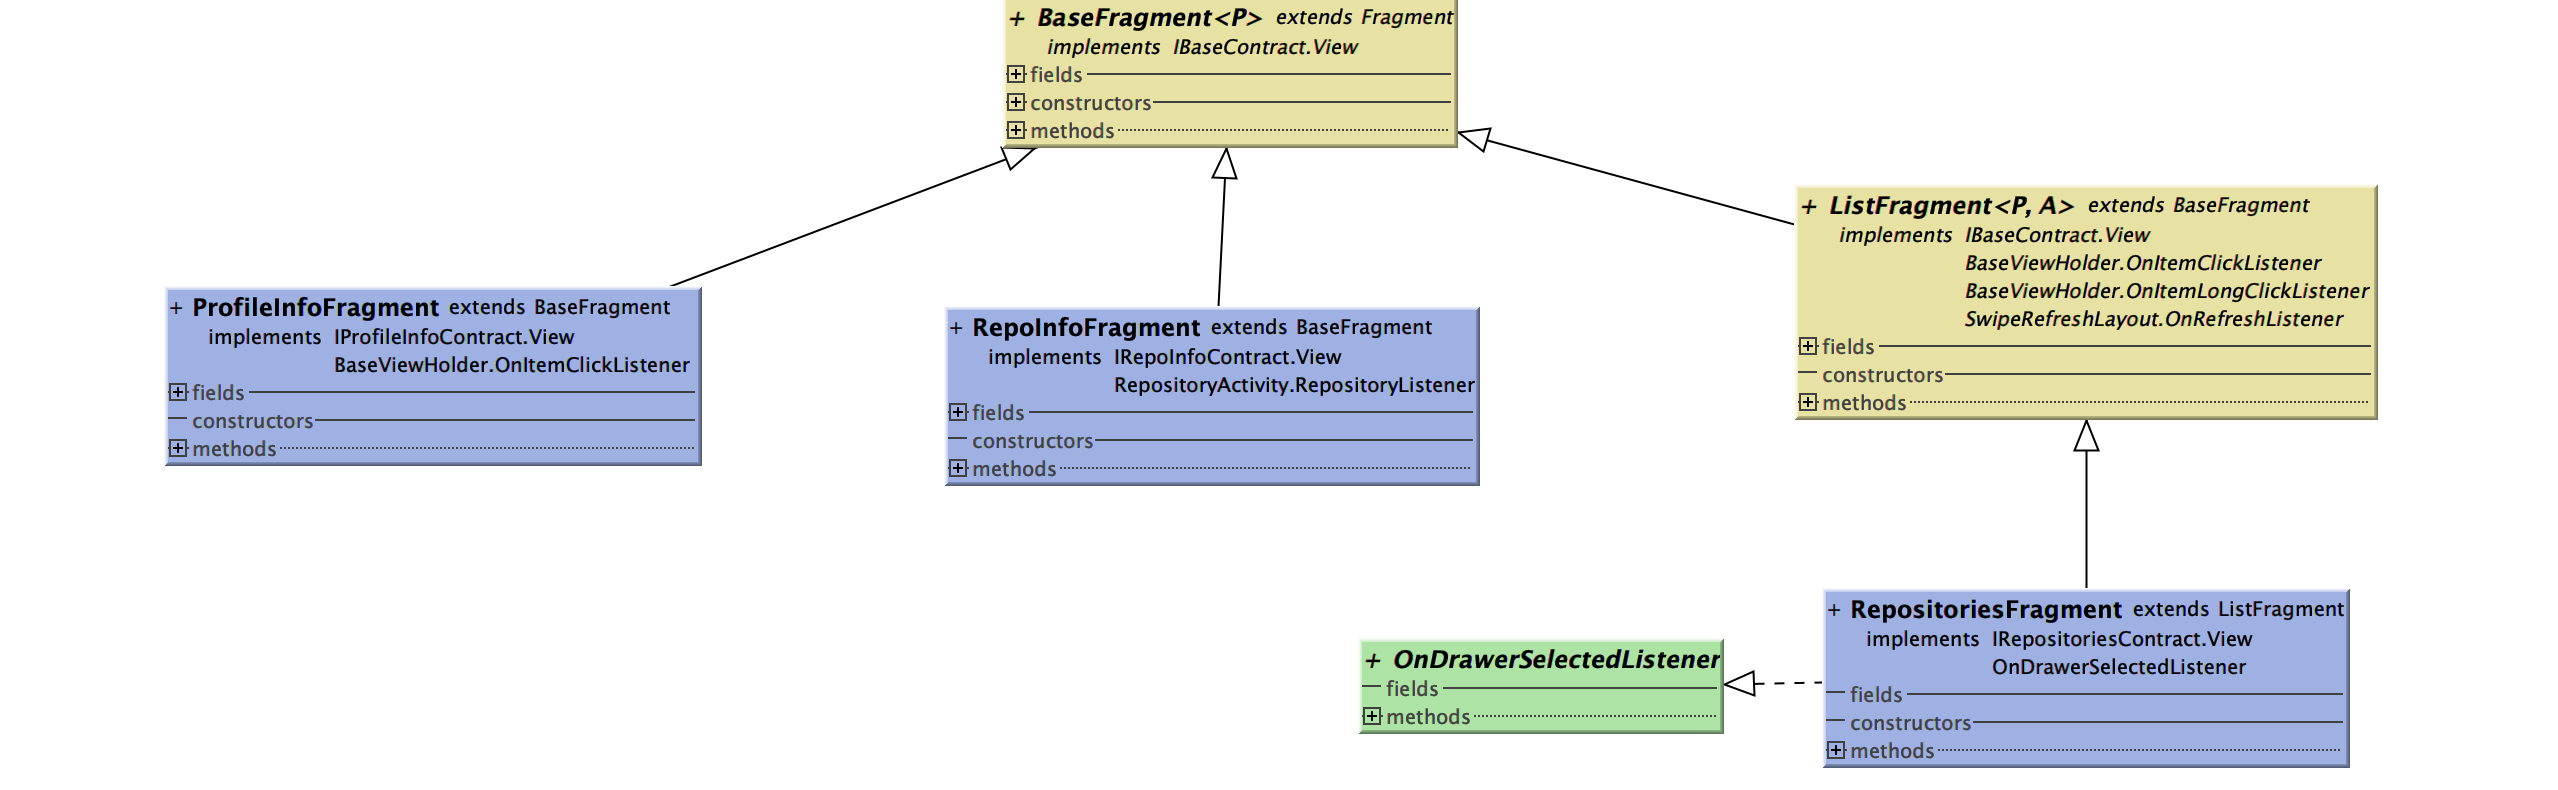 + BaseFragment<P> extends Fragment
implements IBaseContract.View
fields
constructors
methods
+ ListFragment<P, A> extends BaseFragment
implements IBaseContract.View
BaseViewHolder.OnItemClickListener
BaseViewHolder.OnItemLongClickListener
SwipeRefreshLayout.OnRefreshListener
fields
constructors
methods
+ ProfileInfoFragment extends BaseFragment
implements IProfileInfoContract.View
BaseViewHolder.OnItemClickListener
fields
constructors
methods
+ RepoInfoFragment extends BaseFragment
implements IRepoInfoContract.View
RepositoryActivity.RepositoryListener
fields
constructors
methods
+ OnDrawerSelectedListener
fields
methods
+ RepositoriesFragment extends ListFragment
implements IRepositoriesContract.View
OnDrawerSelectedListener
fields
constructors
methods